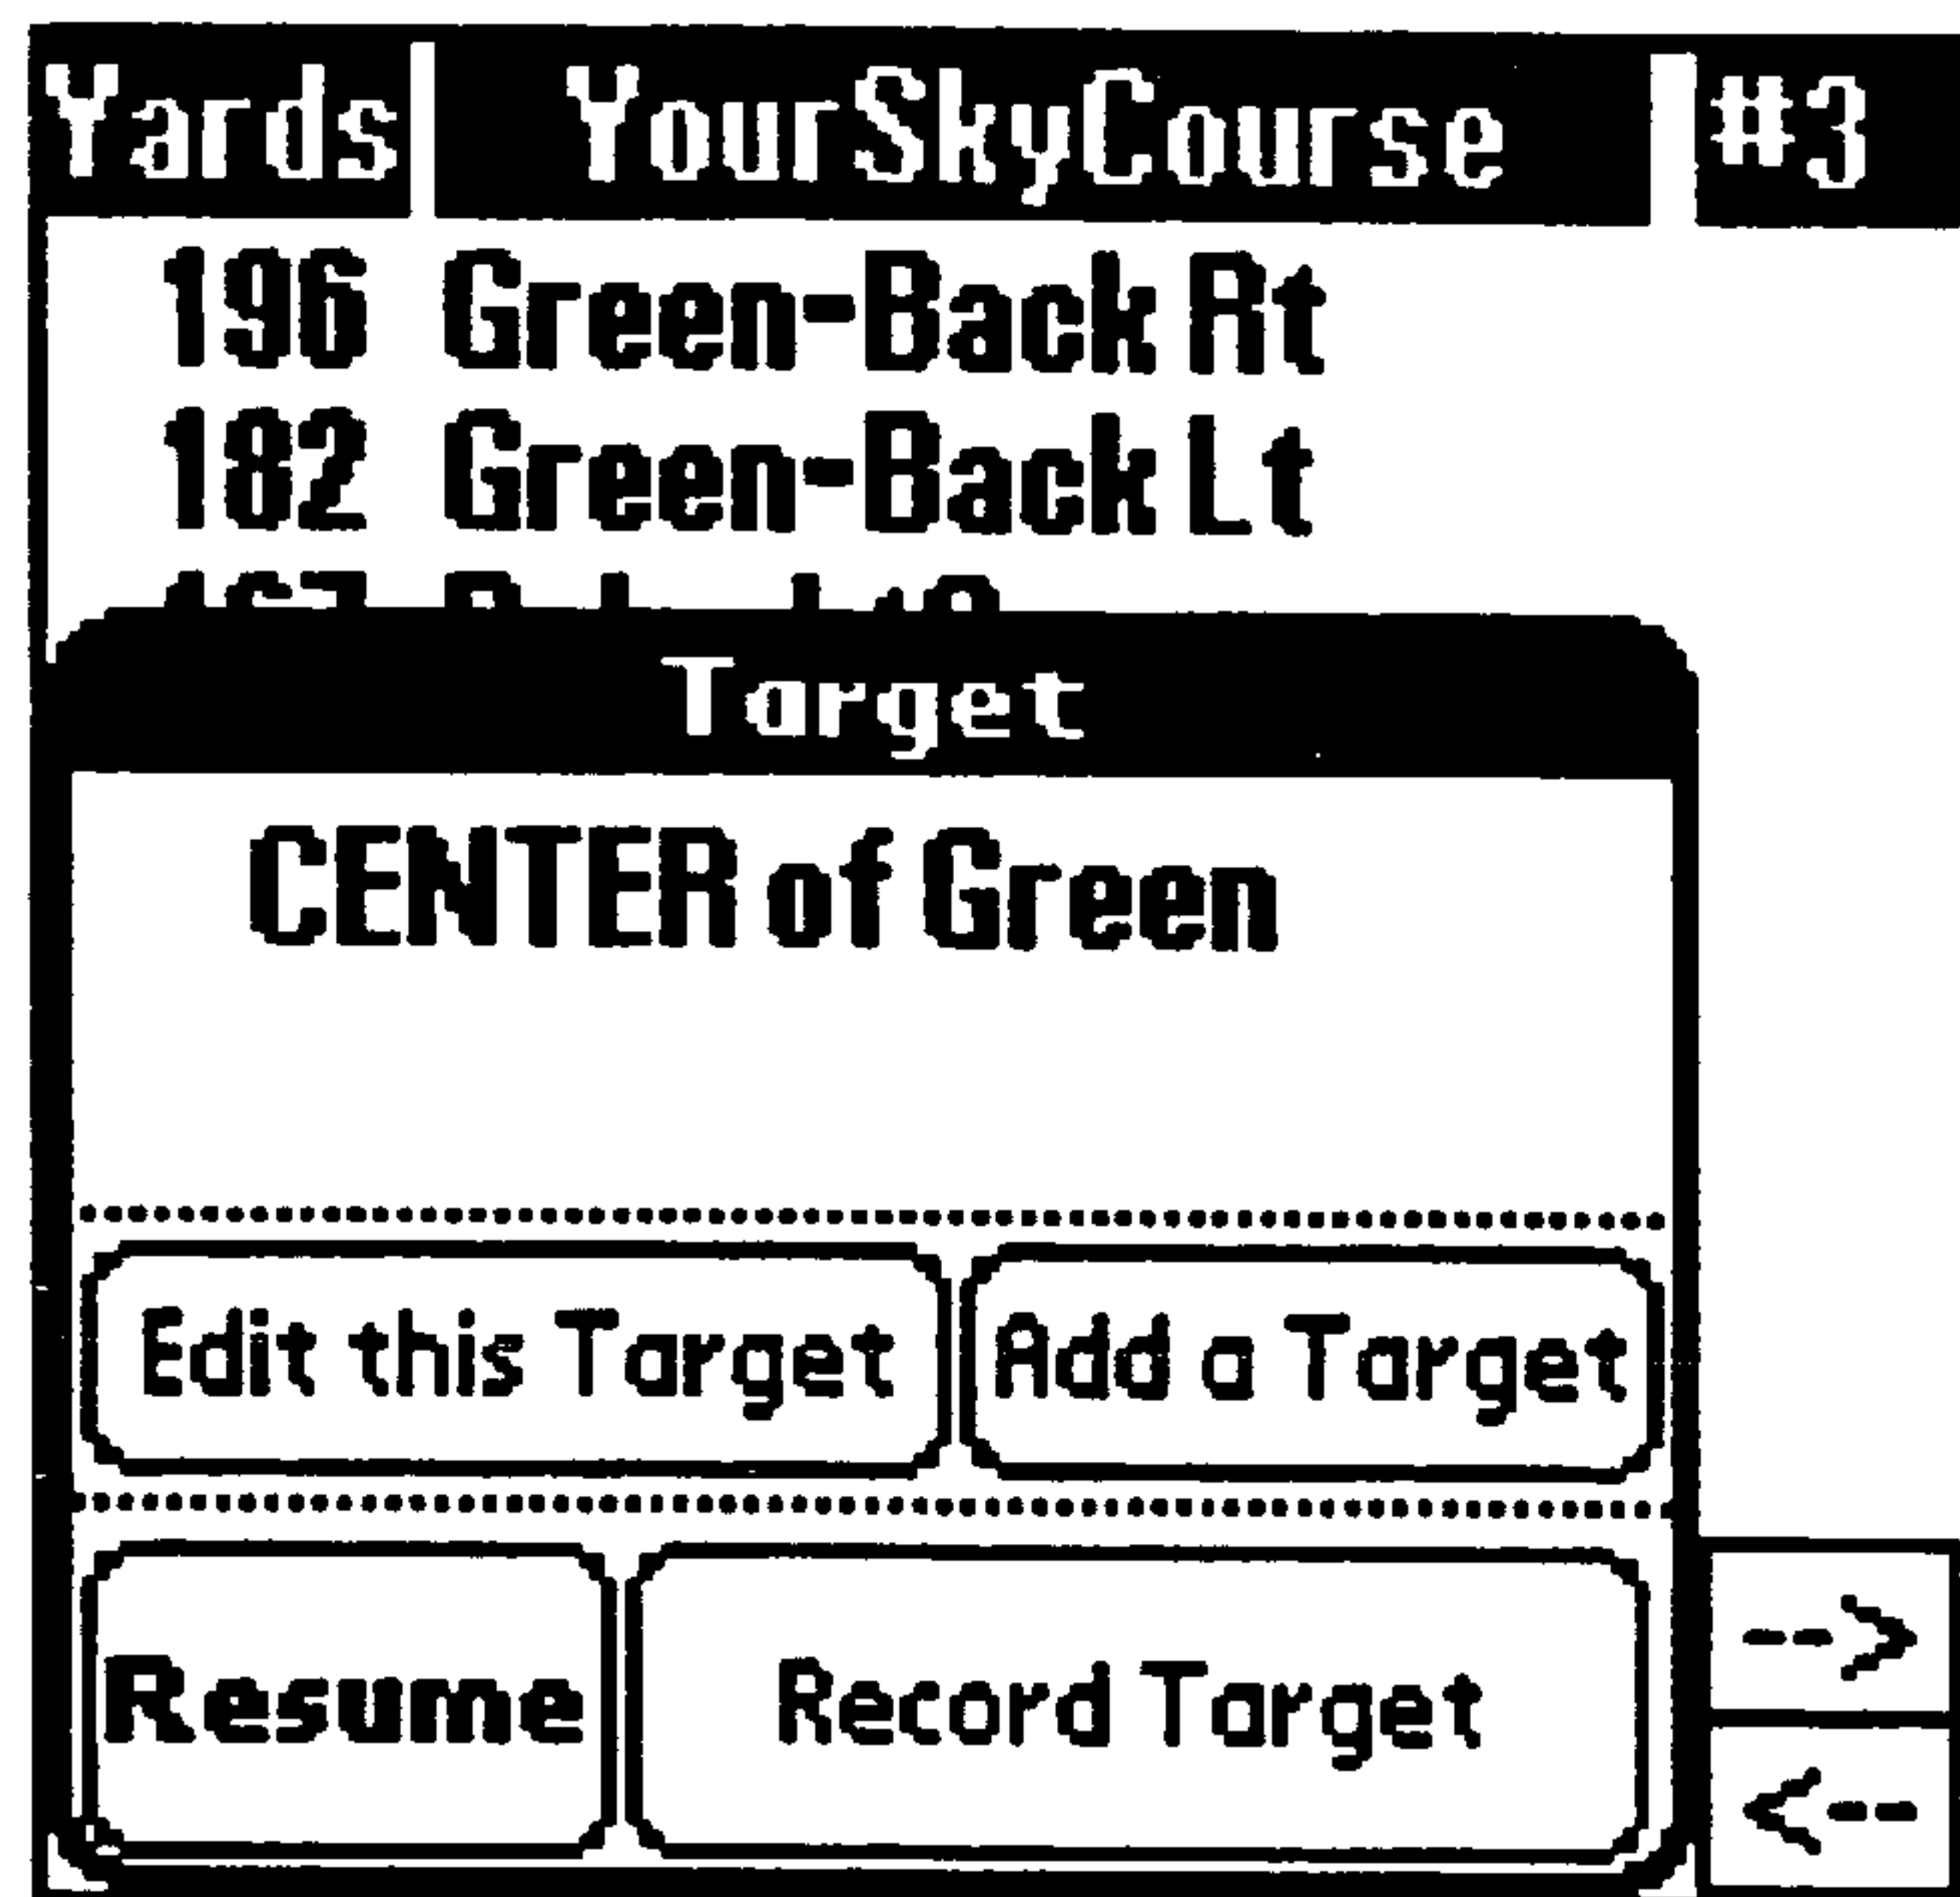 Yards YourSkyCourse #3
196 Green-Back Rt
182 Green-Back Lt
Target
CENTER of Green
Edit this Target Add a Target
Resume Record Target
-->
<--